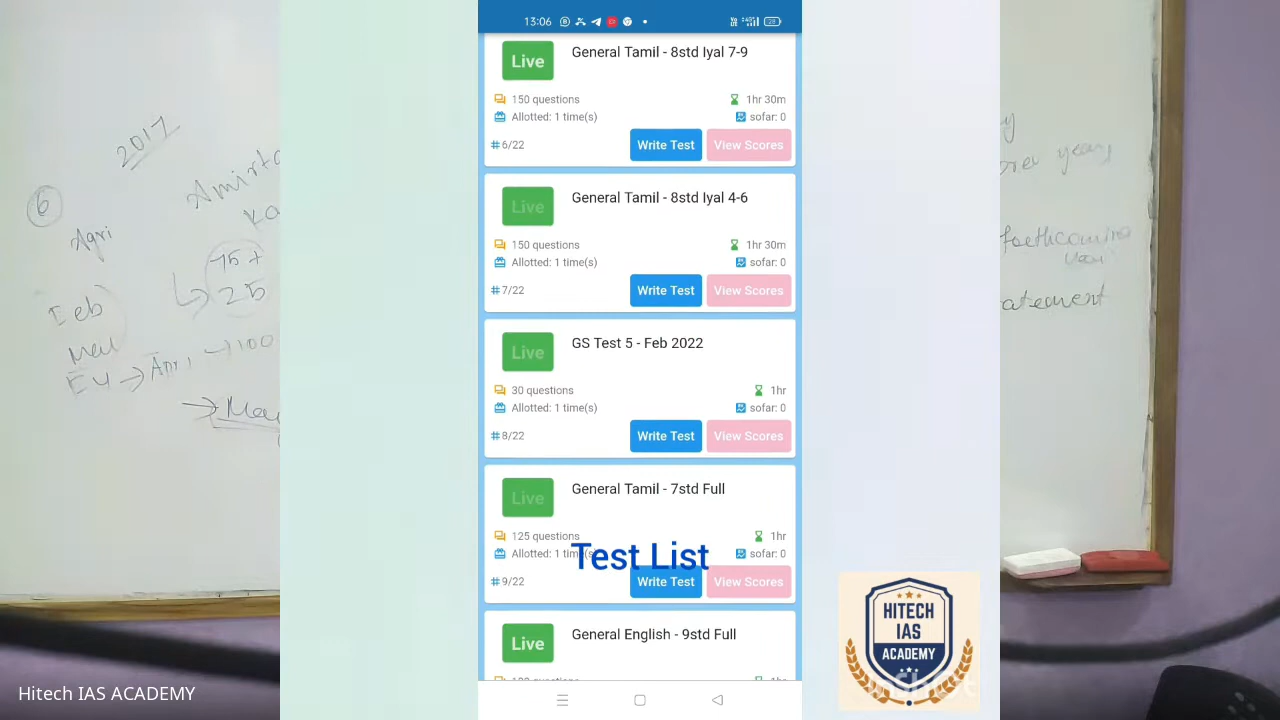 13:06
Live
General Tamil - 8std Iyal 7-9
150 questions
1hr 30m
Allotted: 1 time(s)
sofar: 0
#6/22
Write Test
View Scores
Live
General Tamil - 8std Iyal 4-6
150 questions
1hr 30m
Allotted: 1 time(s)
sofar: 0
#7/22
Write Test
View Scores
Live
GS Test 5 - Feb 2022
30 questions
1hr
Allotted: 1 time(s)
sofar: 0
#8/22
Write Test
View Scores
Live
General Tamil - 7std Full
125 questions
1hr
Allotted: 1 time(s)
sofar: 0
Test List
#9/22
Write Test
View Scores
Live
General English - 9std Full
2017
6
Feb
25
100
years
HITECH
IAS
ACADEMY
Hitech IAS ACADEMY